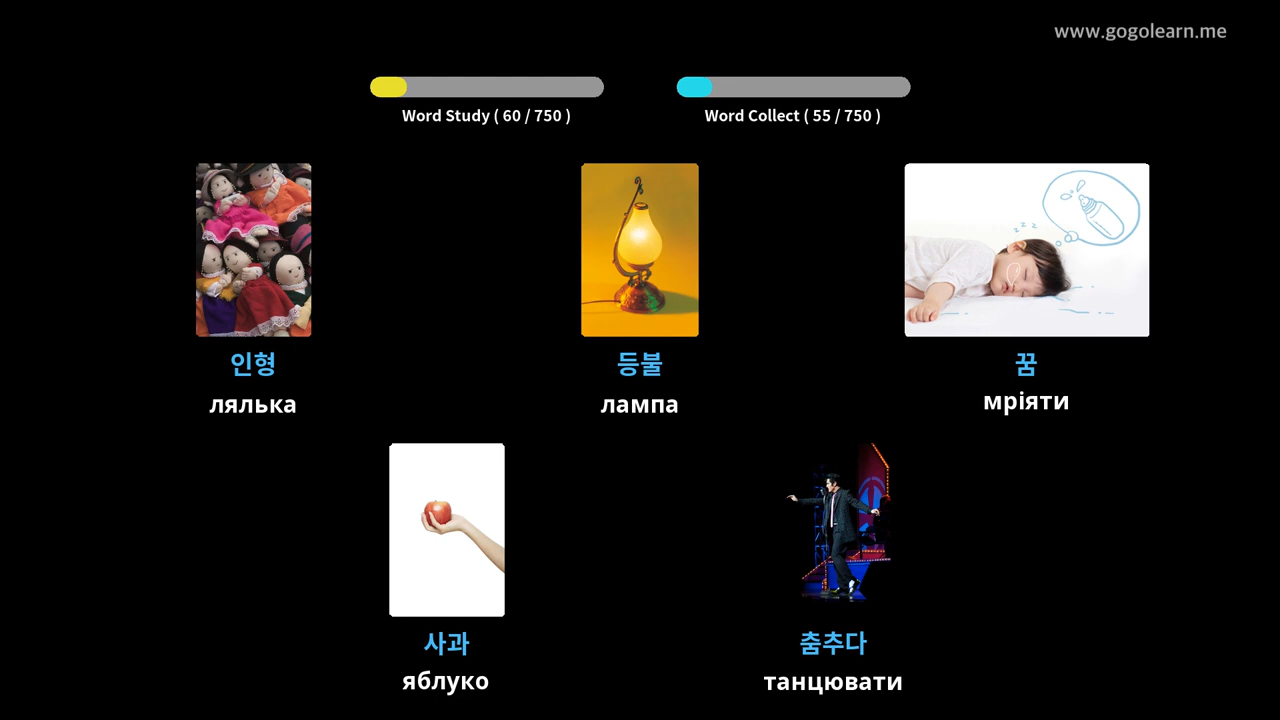 www.gogolearn.me
Word Study ( 60 / 750 )
Word Collect ( 55 / 750 )
z z z
인형
등불
꿈
лялька
лампа
мріяти
사과
춤추다
яблуко
танцювати